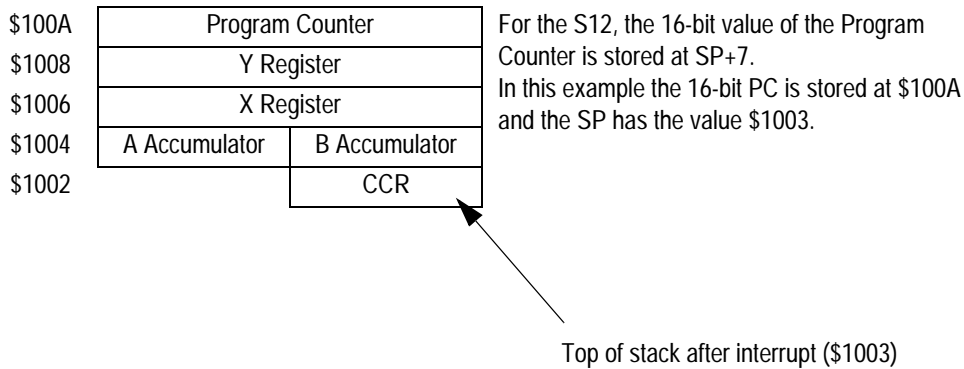 $100A Program Counter
$1008 Y Register
$1006 X Register
$1004 A Accumulator B Accumulator
$1002 CCR
For the S12, the 16-bit value of the Program
Counter is stored at SP+7.
In this example the 16-bit PC is stored at $100A
and the SP has the value $1003.
Top of stack after interrupt ($1003)